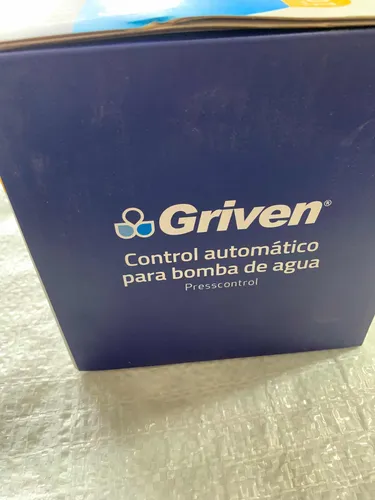 Griven®
Control automático
para bomba de agua
Presscontrol